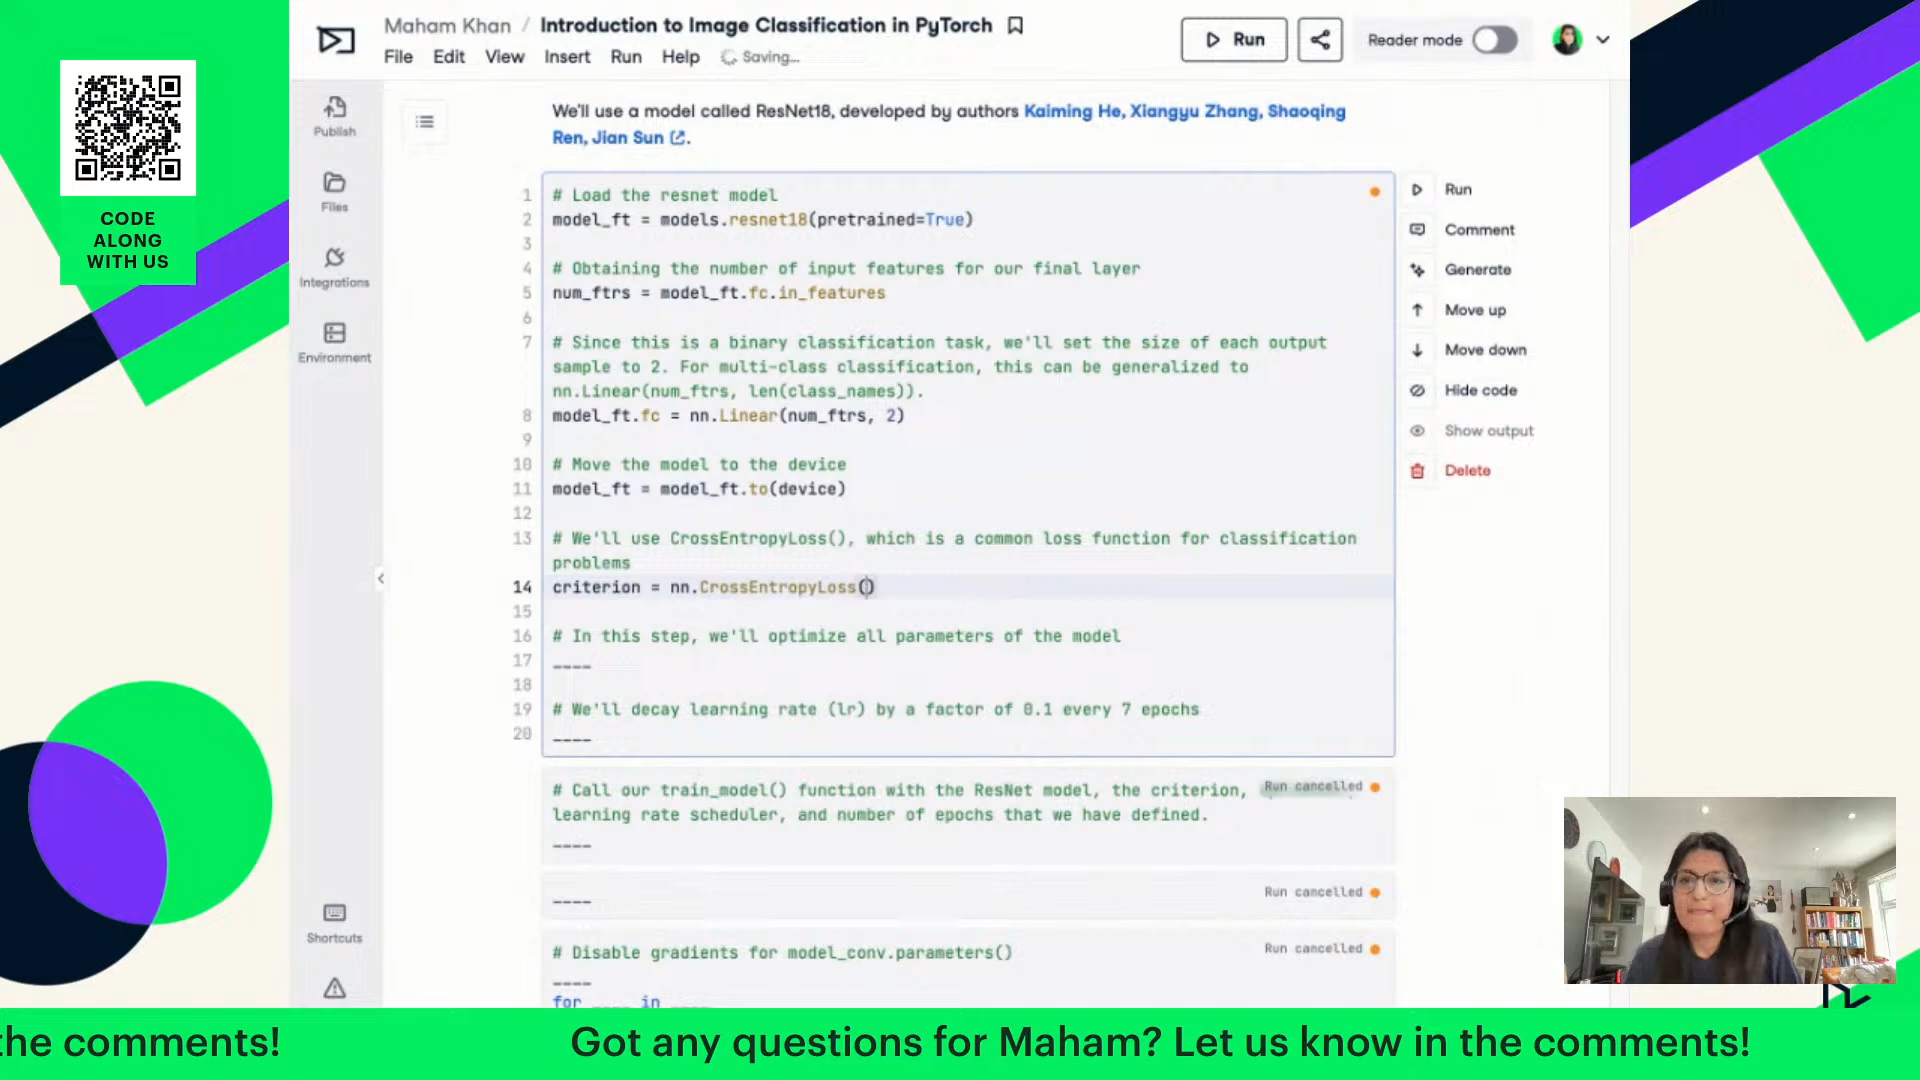 CODE
ALONG
WITH US
Maham Khan / Introduction to Image Classification in PyTorch
File Edit View Insert Run Help Saving...
Run
Reader mode
Publish
Files
Integrations
Environment
Shortcuts
We'll use a model called ResNet18, developed by authors Kaiming He, Xiangyu Zhang, Shaoqing
Ren, Jian Sun.
1 # Load the resnet model
2 model_ft = models.resnet18(pretrained=True)
3
4 # Obtaining the number of input features for our final layer
5 num_ftrs = model_ft.fc.in_features
6
7 # Since this is a binary classification task, we'll set the size of each output
sample to 2. For multi-class classification, this can be generalized to
nn.Linear(num_ftrs, len(class_names)).
8 model_ft.fc = nn.Linear(num_ftrs, 2)
9
10 # Move the model to the device
11 model_ft = model_ft.to(device)
12
13 # We'll use CrossEntropyLoss(), which is a common loss function for classification
problems
14 criterion = nn.CrossEntropyLoss()
15
16 # In this step, we'll optimize all parameters of the model
17 ____
18
19 # We'll decay learning rate (lr) by a factor of 0.1 every 7 epochs
20 ____
Run
Comment
Generate
Move up
Move down
Hide code
Show output
Delete
# Call our train_model() function with the ResNet model, the criterion,
Run cancelled
learning rate scheduler, and number of epochs that we have defined.
____
____
Run cancelled
# Disable gradients for model_conv.parameters()
Run cancelled
____
for ____ in ____
the comments!
Got any questions for Maham? Let us know in the comments!